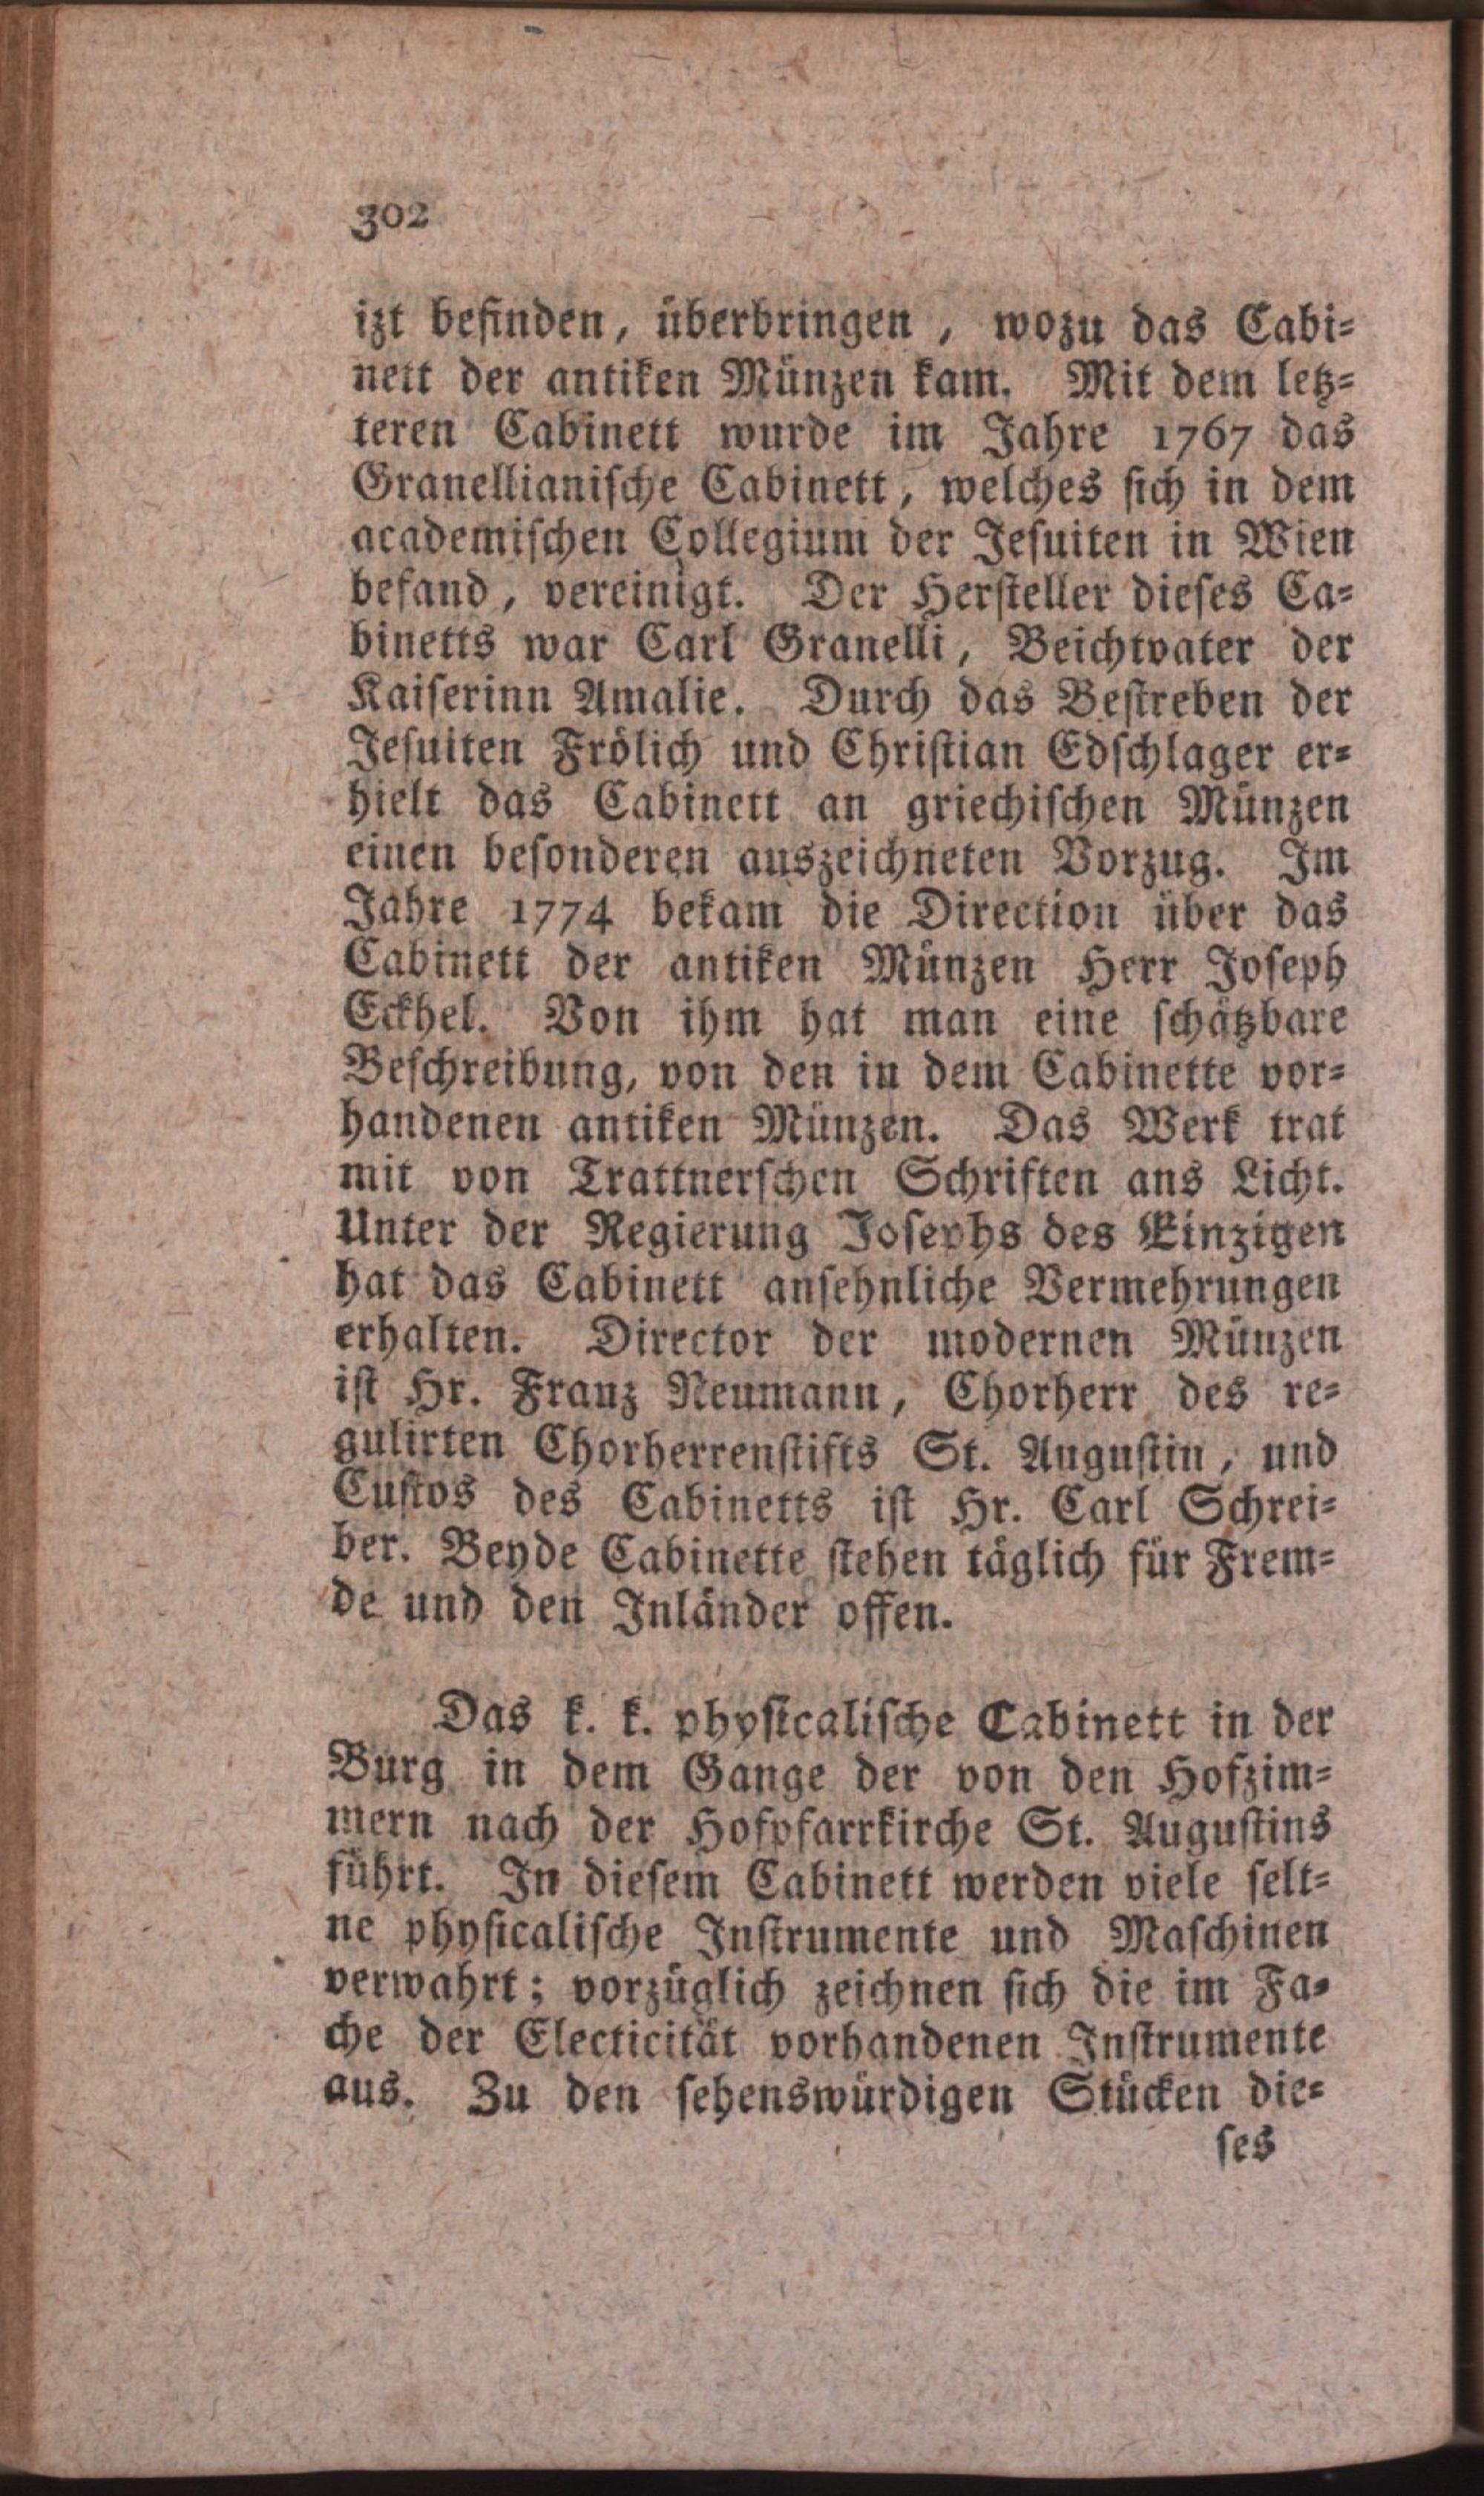 302
izt befinden, überbringen, wozu das Cabi⸗
nett der antiken Münzen kam. Mit dem letz⸗
teren Cabinett wurde im Jahre 1767 das
Granellianiſche Cabinett, welches ſich in dem
academiſchen Collegium der Jeſuiten in Wien
befand, vereinigt. Der Herſteller dieſes Ca⸗
binetts war Carl Granelli, Beichtvater der
Kaiſerinn Amalie. Durch das Beſtreben der
Jeſuiten Frölich und Chriſtian Edſchlager er⸗
hielt das Cabinett an griechiſchen Münzen
einen beſonderen auszeichneten Vorzug. Im
Jahre 1774 bekam die Direction über das
Cabinett der antiken Münzen Herr Joſeph
Eckhel. Von ihm hat man eine ſchätzbare
Beſchreibung, von den in dem Cabinette vor⸗
handenen antiken Münzen. Das Werk trat
mit von Trattnerſchen Schriften ans Licht.
Unter der Regierung Joſephs des Einzigen
hat das Cabinett anſehnliche Vermehrungen
erhalten. Director der modernen Münzen
iſt Hr. Franz Neumann, Chorherr des re⸗
gulirten Chorherrenſtifts St. Auguſtin, und
Cuſtos des Cabinetts iſt Hr. Carl Schrei⸗
ber. Beyde Cabinette ſtehen täglich für Frem⸗
de und den Inländer offen.
Das k. k. phyſicaliſche Cabinett in der
Burg in dem Gange der von den Hofzim⸗
mern nach der Hofpfarrkirche St. Auguſtins
führt. In dieſem Cabinett werden viele ſelt⸗
ne phyſicaliſche Inſtrumente und Maſchinen
verwahrt; vorzüglich zeichnen ſich die im Fa⸗
che der Electicität vorhandenen Inſtrumente
aus. Zu den ſehenswürdigen Stücken die⸗
ſes